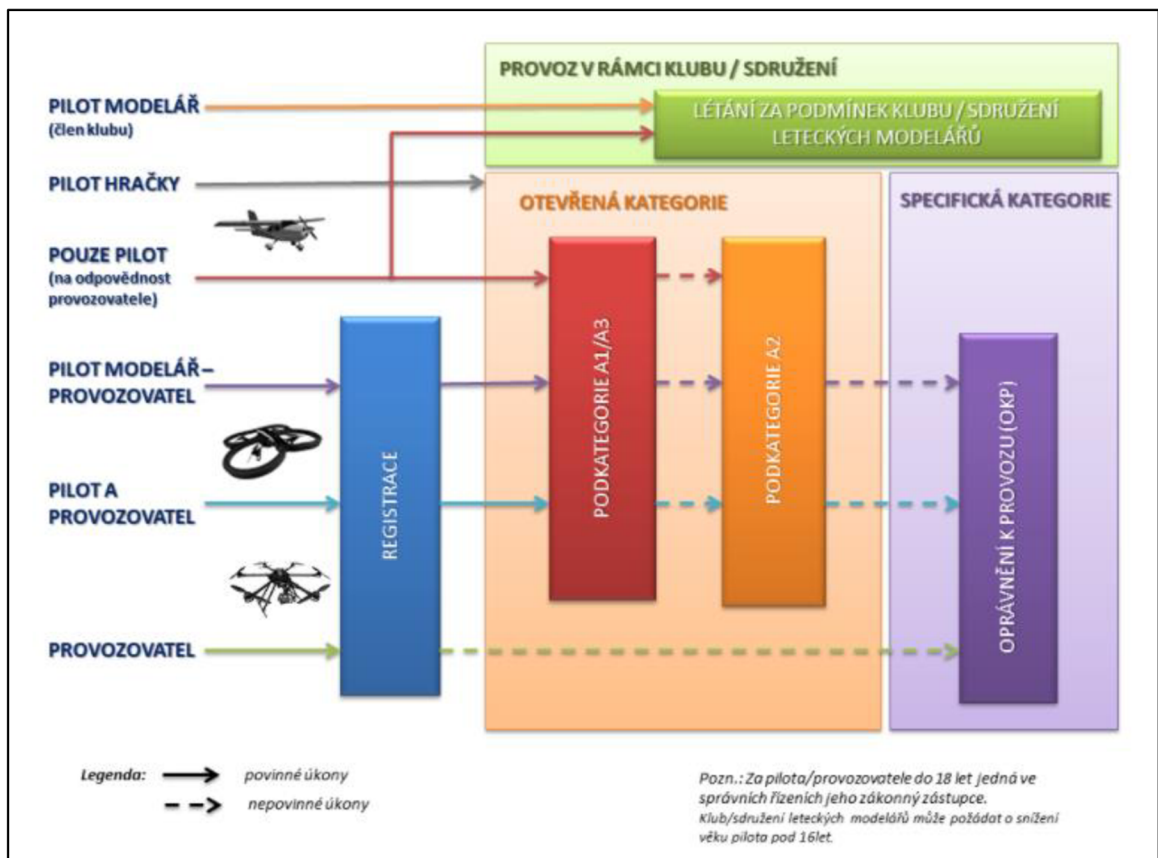 PROVOZ V RÁMCI KLUBU / SDRUŽENÍ
PILOT MODELÁŘ
(člen klubu)
LÉTÁNÍ ZA PODMÍNEK KLUBU / SDRUŽENÍ
LETECKÝCH MODELÁŘŮ
PILOT HRAČKY
OTEVŘENÁ KATEGORIE
SPECIFICKÁ KATEGORIE
POUZE PILOT
(na odpovědnost
provozovatele)
PILOT MODELÁŘ –
PROVOZOVATEL
PILOT A
PROVOZOVATEL
PROVOZOVATEL
REGISTRACE
PODKATEGORIE A1/A3
PODKATEGORIE A2
OPRÁVNĚNÍ K PROVOZU (OKP)
Legenda:
povinné úkony
nepovinné úkony
Pozn.: Za pilota/provozovatele do 18 let jedná ve
správních řízeních jeho zákonný zástupce.
Klub/sdružení leteckých modelářů může požádat o snížení
věku pilota pod 16let.